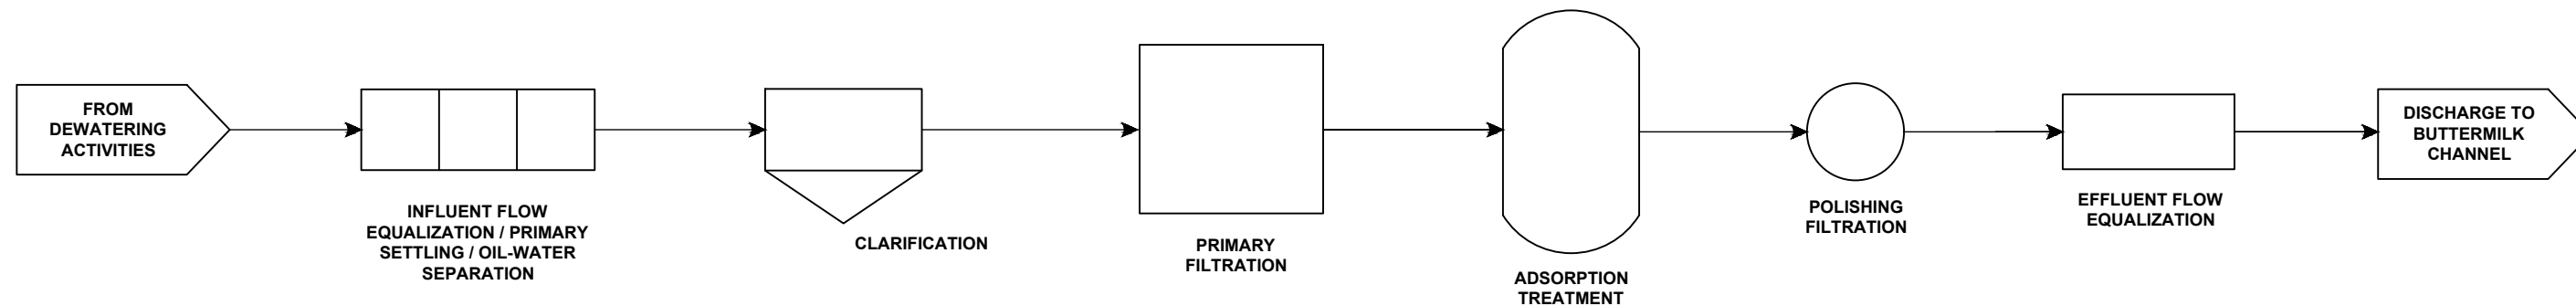 FROM
DEWATERING
ACTIVITIES
INFLUENT FLOW
EQUALIZATION / PRIMARY
SETTLING / OIL-WATER
SEPARATION
CLARIFICATION
PRIMARY
FILTRATION
ADSORPTION
TREATMENT
POLISHING
FILTRATION
EFFLUENT FLOW
EQUALIZATION
DISCHARGE TO
BUTTERMILK
CHANNEL